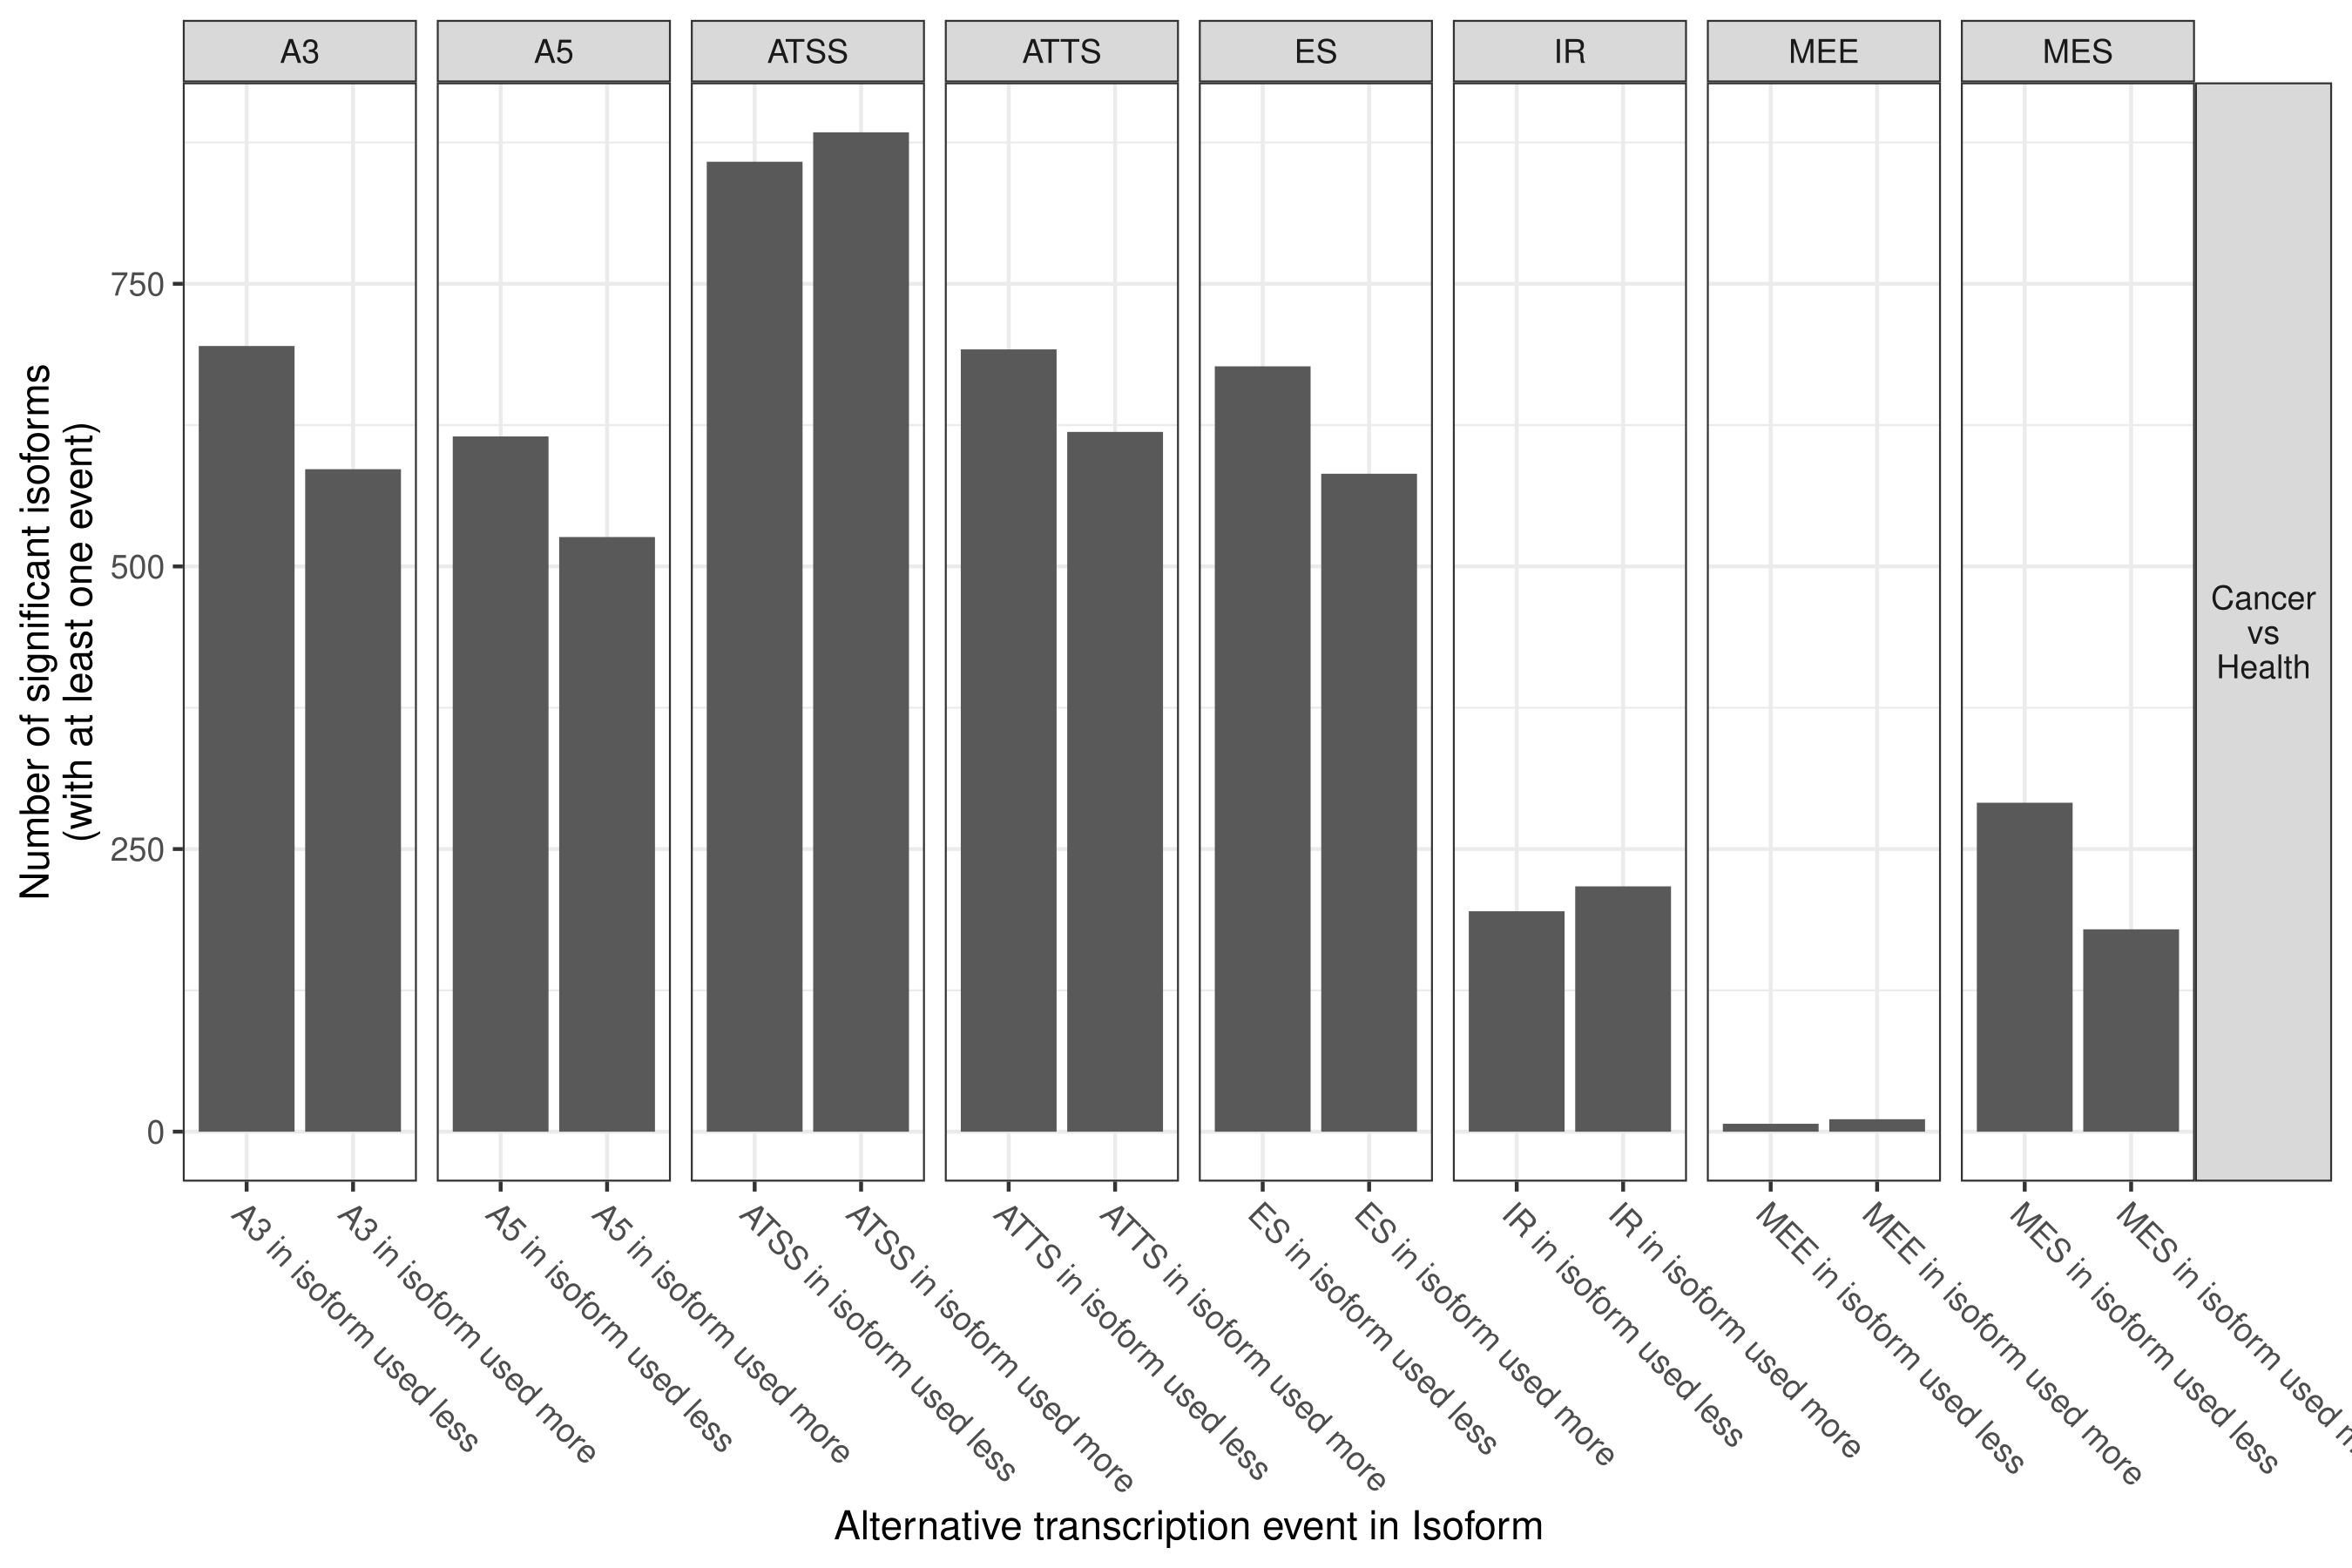 A3
A5
ATSS
ATTS
ES
IR
MEE
MES
Cancer
vs
Health
Number of significant isoforms
(with at least one event)
750
500
250
0
A3 in isoform used less
A3 in isoform used more
A5 in isoform used less
A5 in isoform used more
ATSS in isoform used less
ATSS in isoform used more
ATTS in isoform used less
ATTS in isoform used more
ES in isoform used less
ES in isoform used more
IR in isoform used less
IR in isoform used more
MEE in isoform used less
MEE in isoform used more
MES in isoform used less
MES in isoform used
Alternative transcription event in Isoform